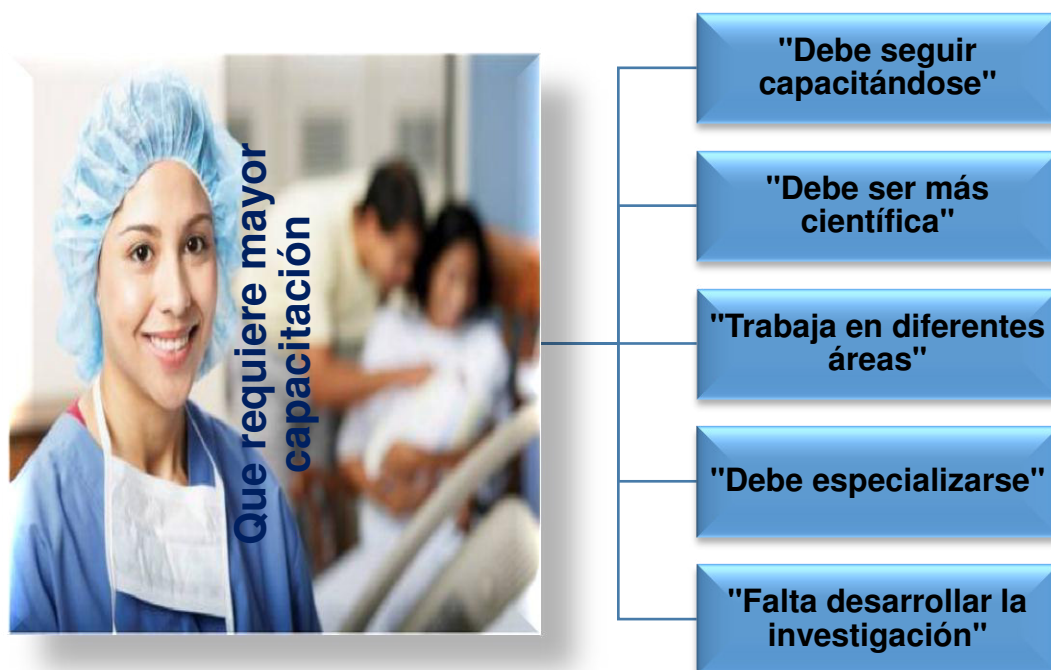 Que requiere mayor
capacitación
"Debe seguir
capacitándose"
"Debe ser más
científica"
"Trabaja en diferentes
áreas"
"Debe especializarse"
"Falta desarrollar la
investigación"